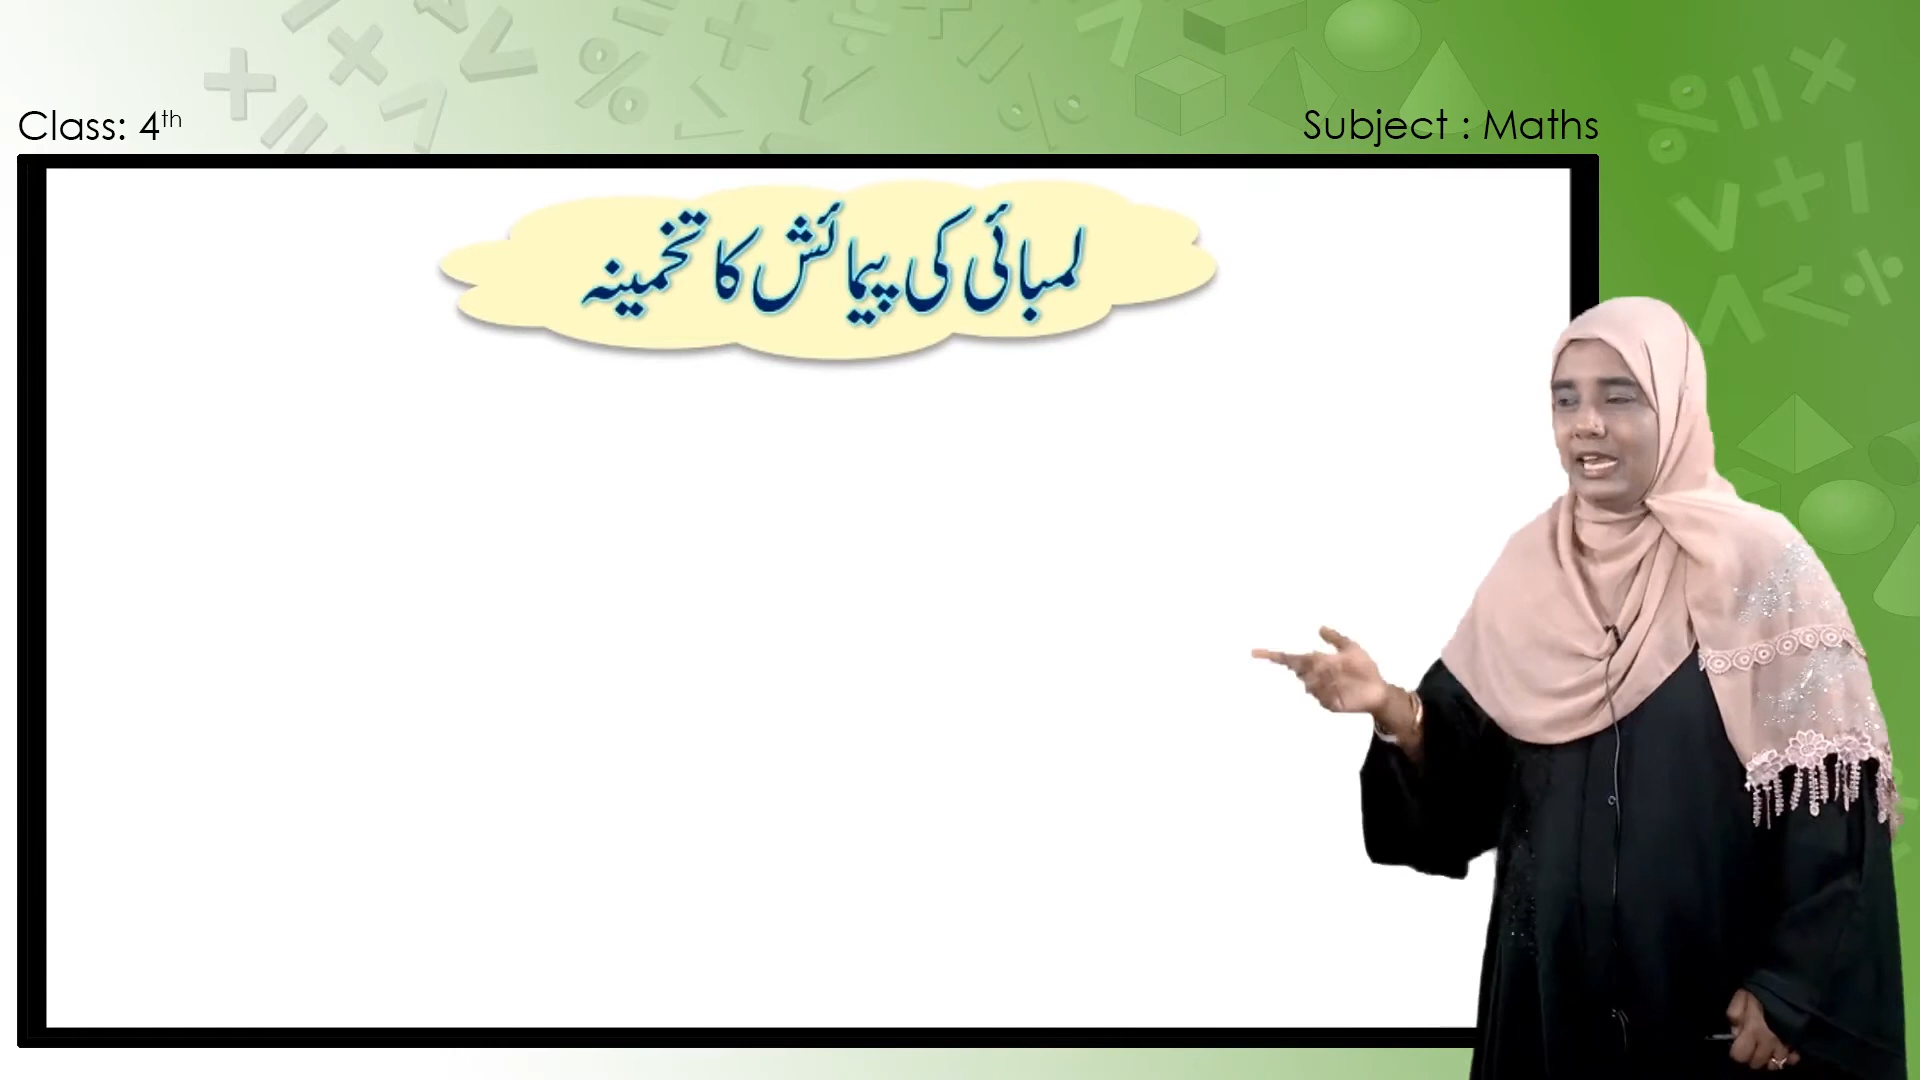 Class: 4th
Subject : Maths
لمبائی کی پیمائش کا تخمینہ